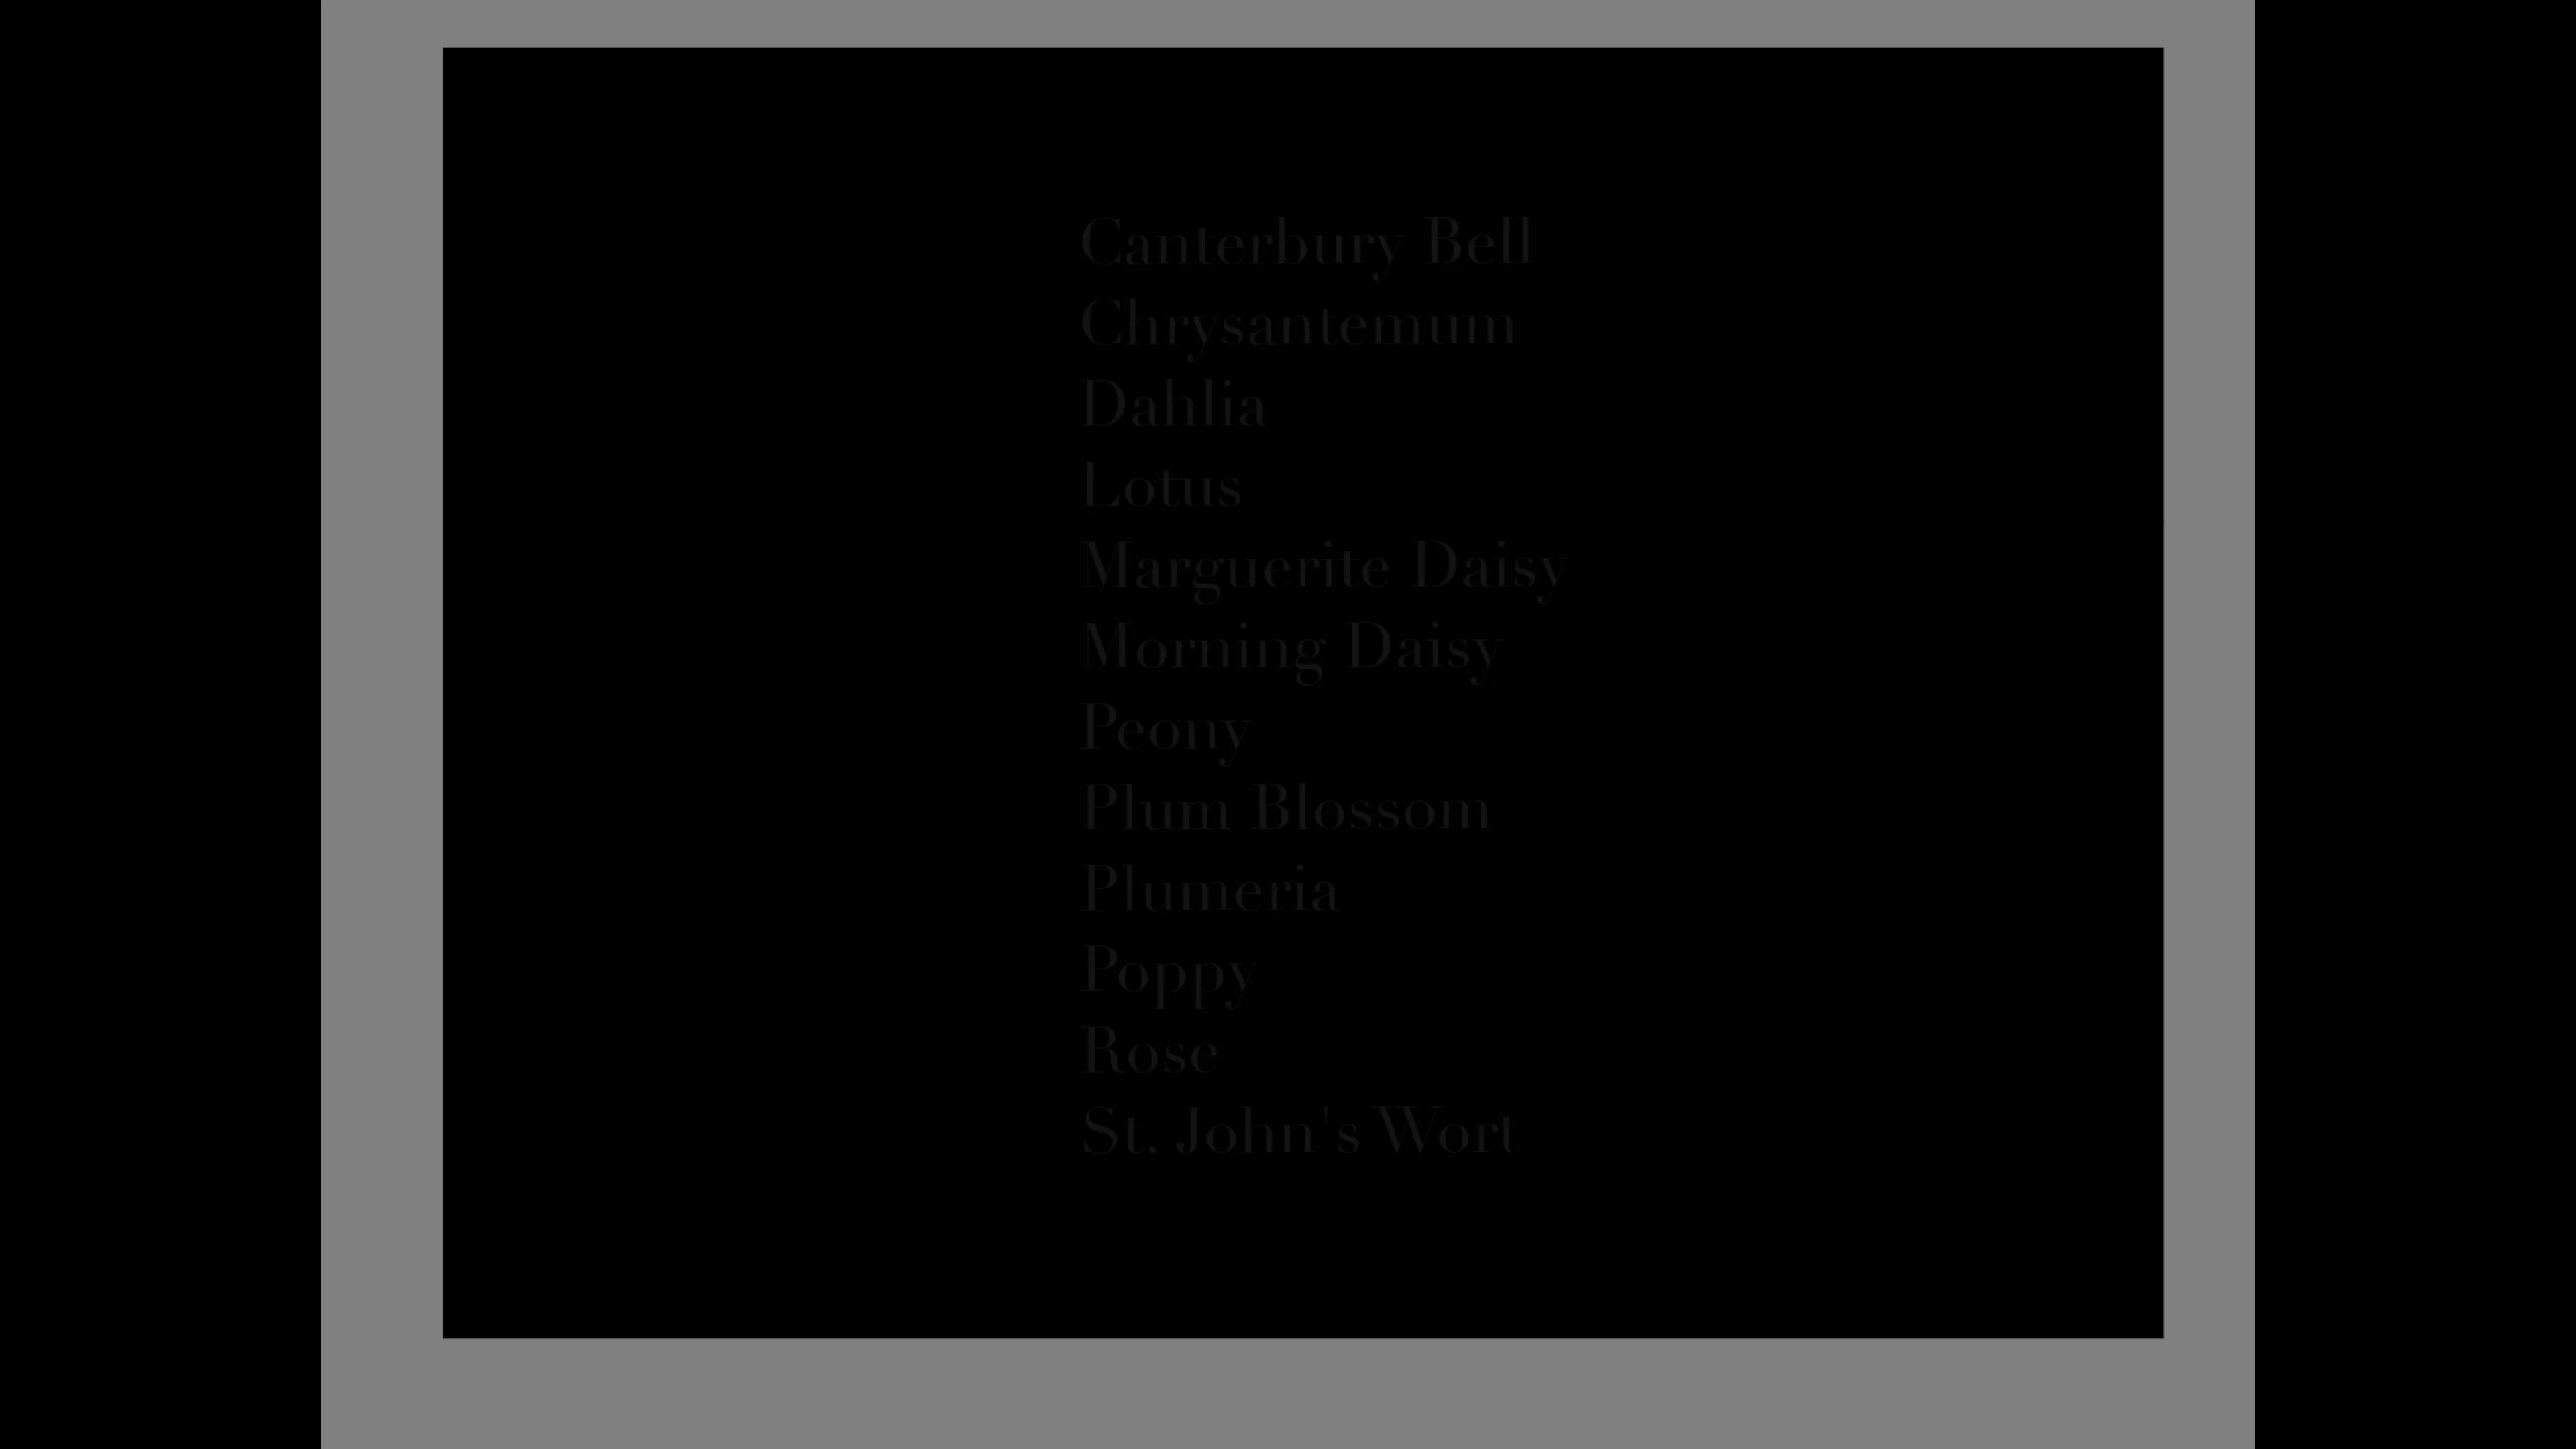 Canterbury Bell
Chrysantemum
Dahlia
Lotus
Marguerite Daisy
Morning Daisy
Peony
Plum Blossom
Plumeria
Poppy
Rose
St. John's Wort